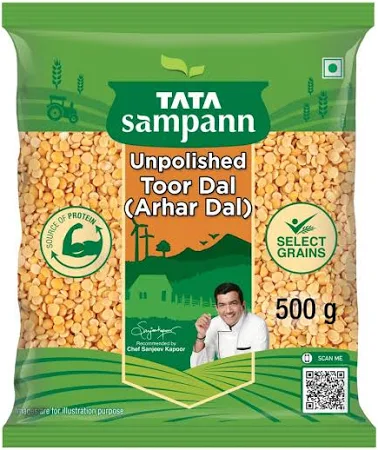 TATA
sampann
Unpolished
Toor Dal
(Arhar Dal)
SOURCE OF PROTEIN
SELECT
GRAINS
500 g
Recommended by
Chef Sanjeev Kapoor
SCAN ME
for illustration purpose